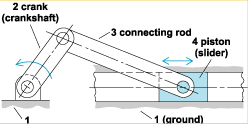 2 crank
(crankshaft)
3 connecting rod
4 piston
(slider)
1
1 (ground)